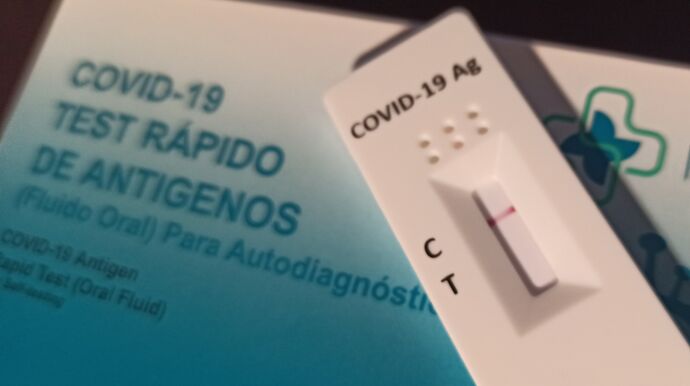 COVID-19
TEST RÁPIDO
DE ANTIGENOS
(Fluido Oral) Para Autodiagnóstic
COVID-19 Antigen
Rapid Test (Oral Fluid)
COVID-19 Ag
C
T